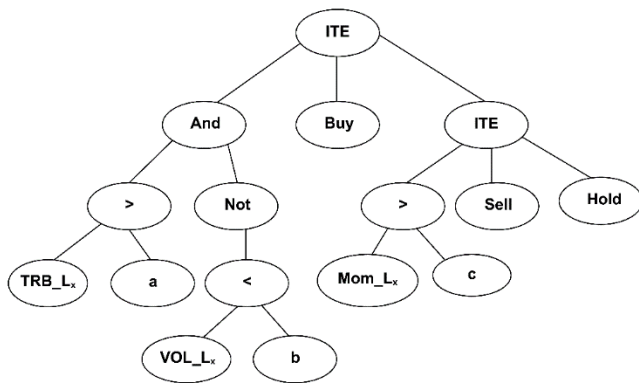 ITE
And
Buy
ITE
>
Not
>
Sell
Hold
TRB_Lₓ
a
<
Mom_Lₓ
c
VOL_Lₓ
b